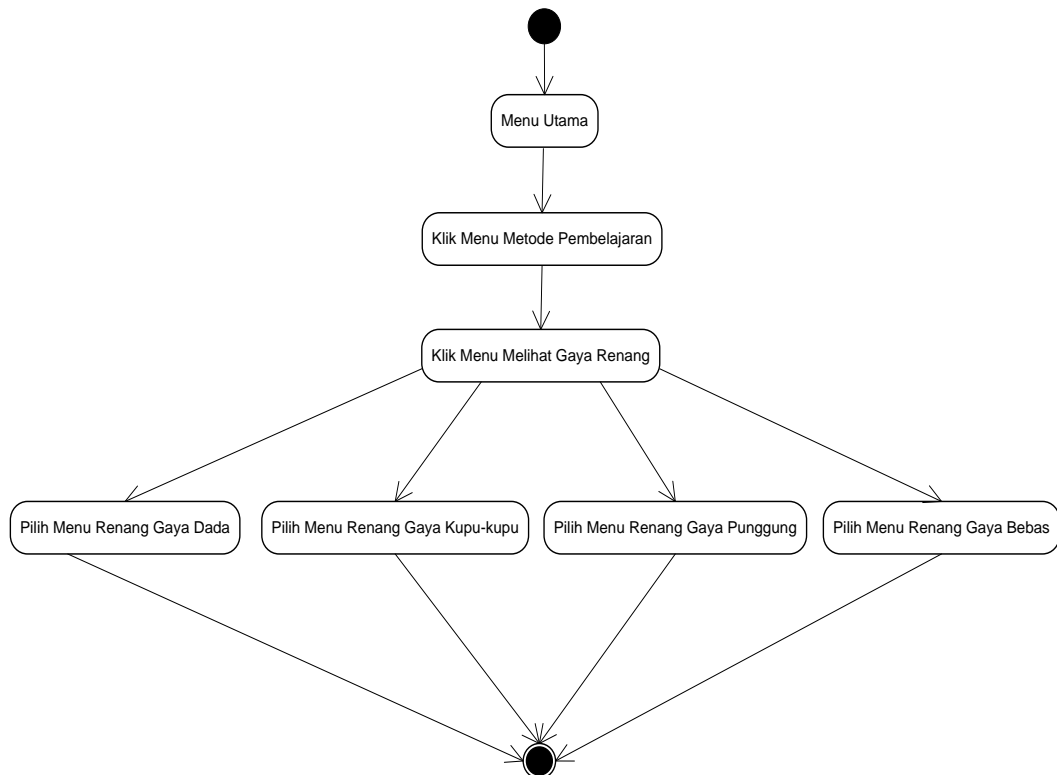 Menu Utama
Klik Menu Metode Pembelajaran
Klik Menu Melihat Gaya Renang
Pilih Menu Renang Gaya Dada
Pilih Menu Renang Gaya Kupu-kupu
Pilih Menu Renang Gaya Punggung
Pilih Menu Renang Gaya Bebas